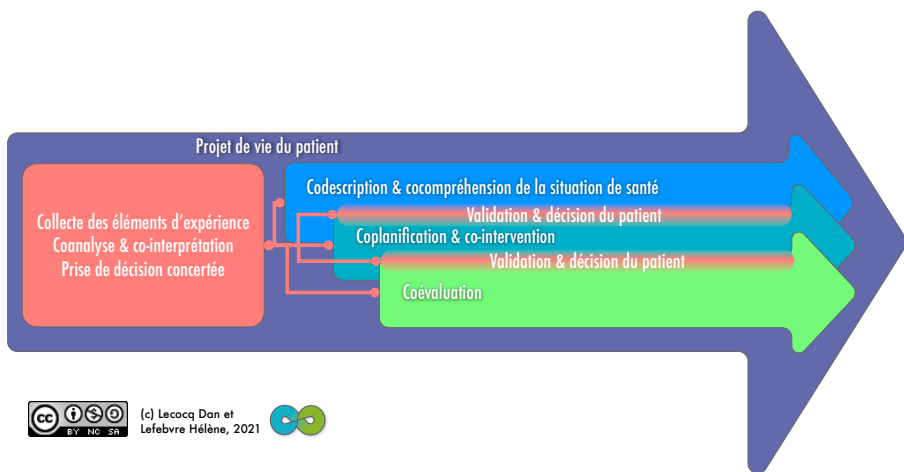 Projet de vie du patient
Collecte des éléments d'expérience
Coanalyse & co-interprétation
Prise de décision concertée
Codescription & cocompréhension de la situation de santé
Validation & décision du patient
Coplanification & co-intervention
Validation & décision du patient
Coévaluation
cc
BY NC SA
(c) Lecocq Dan et
Lefebvre Hélène, 2021